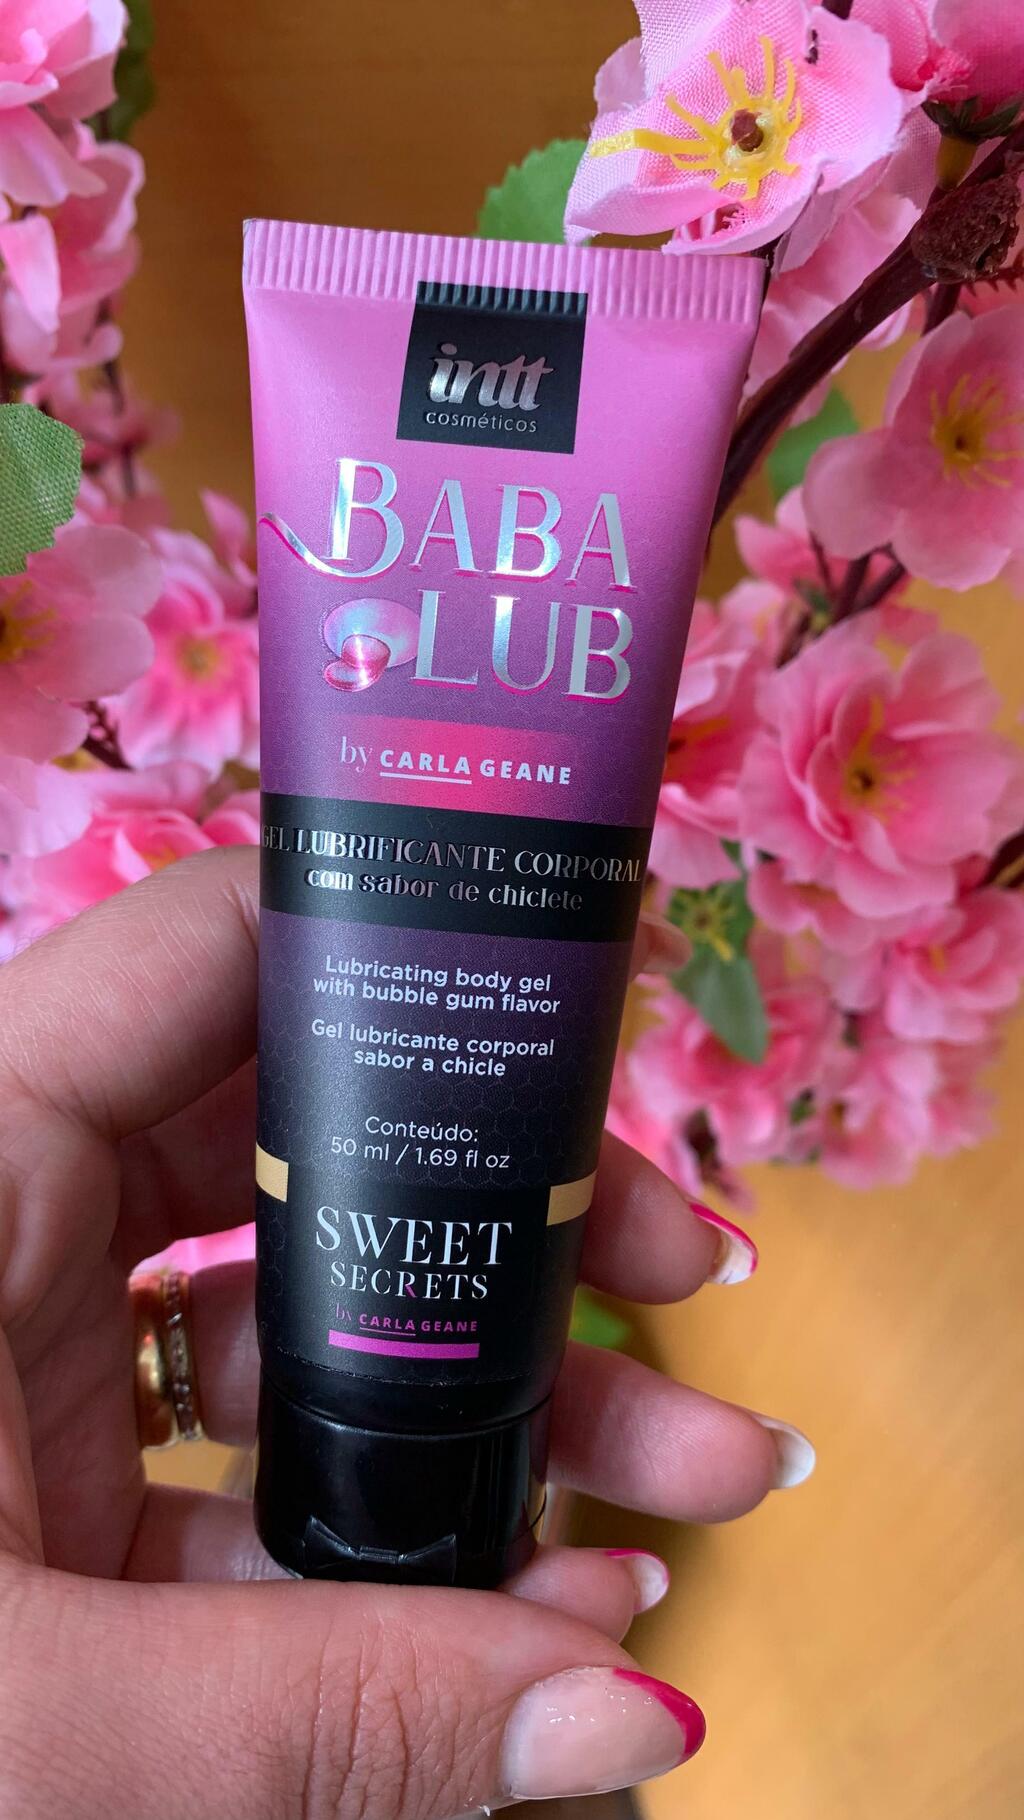 intt
cosméticos
BABA
LUB
by CARLA GEANE
GEL LUBRIFICANTE CORPORAL
com sabor de chiclete
Lubricating body gel
with bubble gum flavor
Gel lubricante corporal
sabor a chicle
Conteúdo:
50 ml / 1.69 fl oz
SWEET
SECRETS
by CARLA GEANE